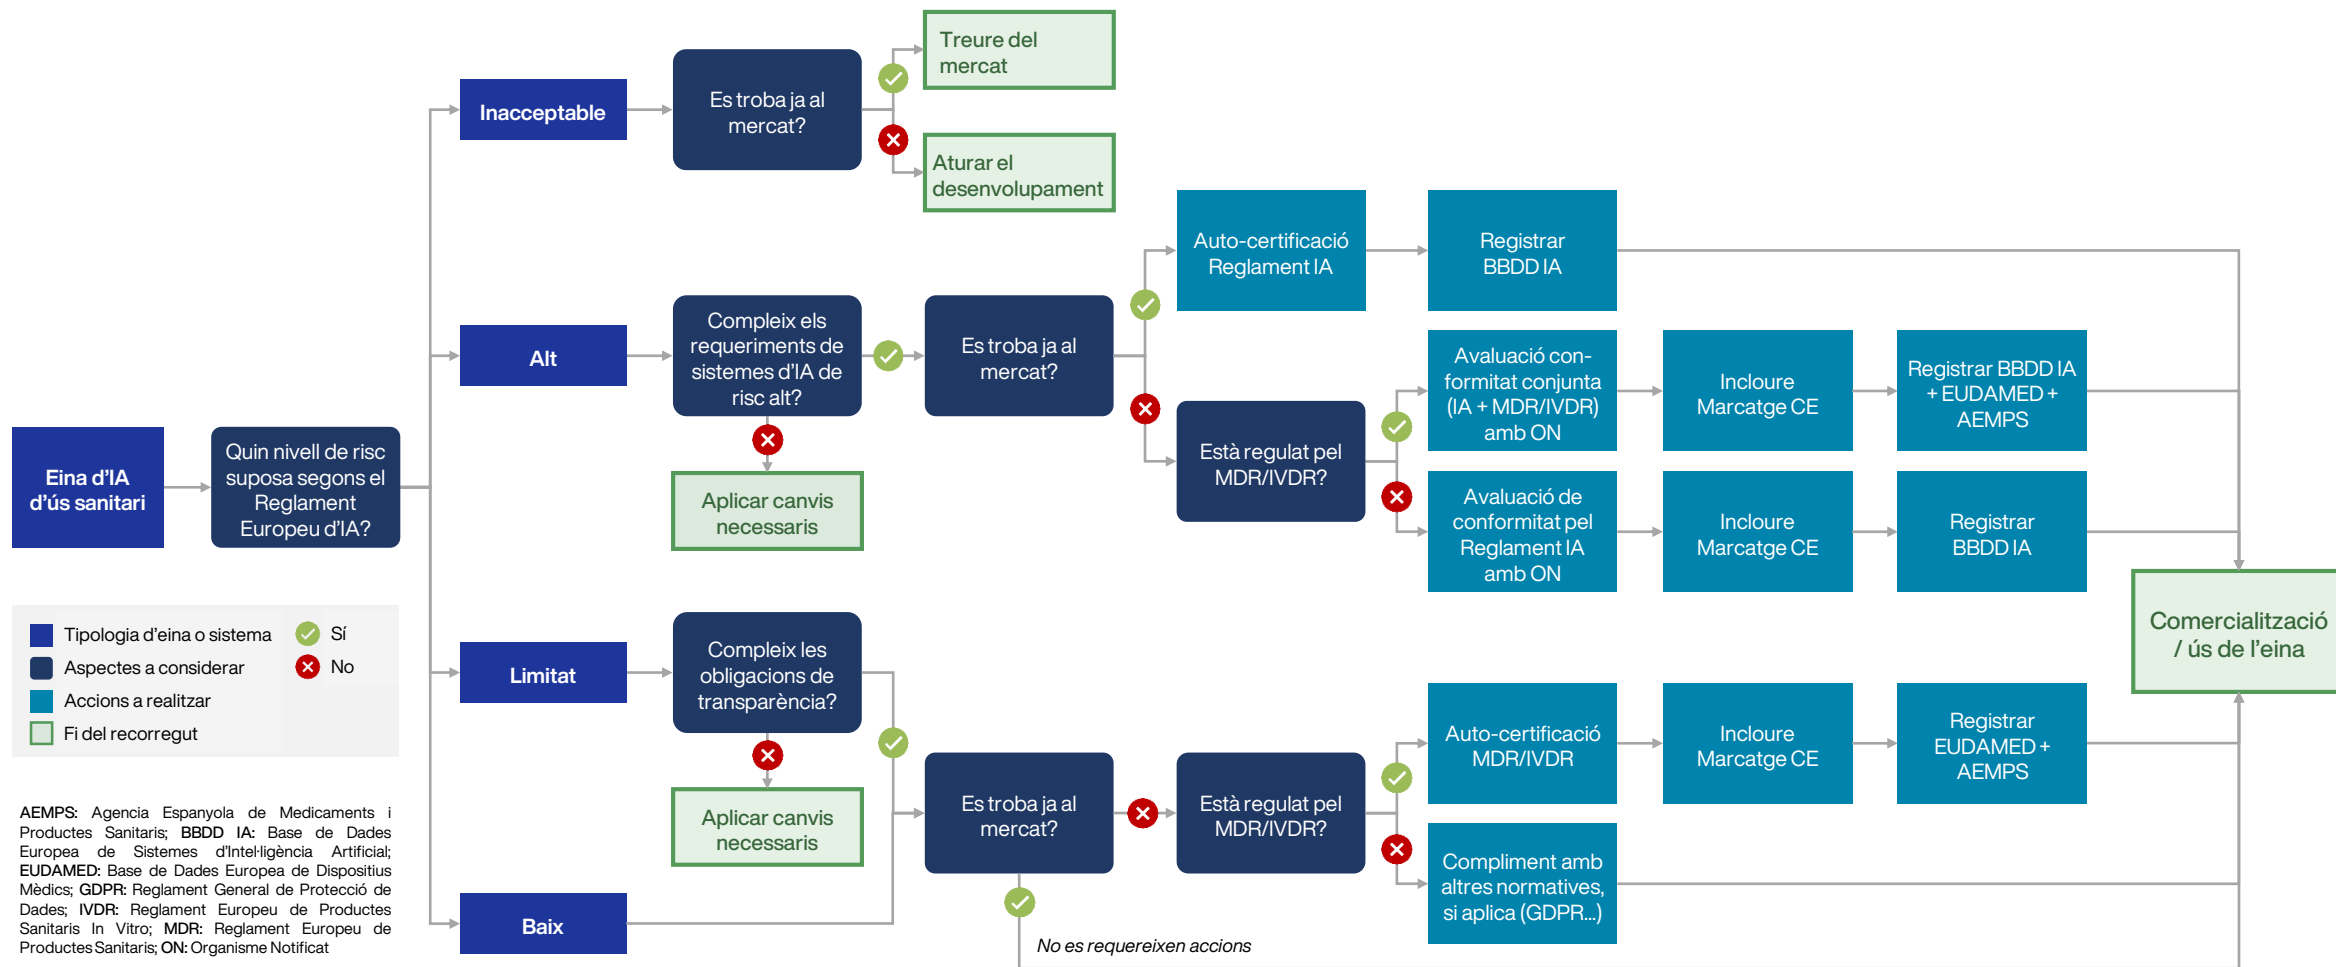 Eina d'IA
d'ús sanitari
Quin nivell de risc
suposa segons el
Reglament
Europeu d'IA?
Inacceptable
Es troba ja al
mercat?
Treure del
mercat
Aturar el
desenvolupament
Alt
Compleix els
requeriments de
sistemes d'IA de
risc alt?
Aplicar canvis
necessaris
Es troba ja al
mercat?
Auto-certificació
Reglament IA
Registrar
BBDD IA
Està regulat pel
MDR/IVDR?
Avaluació con-
formitat conjunta
(IA + MDR/IVDR)
amb ON
Incloure
Marcatge CE
Registrar BBDD IA
+ EUDAMED +
AEMPS
Avaluació de
conformitat pel
Reglament IA
amb ON
Incloure
Marcatge CE
Registrar
BBDD IA
Limitat
Compleix les
obligacions de
transparència?
Aplicar canvis
necessaris
Baix
Es troba ja al
mercat?
Està regulat pel
MDR/IVDR?
Auto-certificació
MDR/IVDR
Incloure
Marcatge CE
Registrar
EUDAMED +
AEMPS
Compliment amb
altres normatives,
si aplica (GDPR...)
No es requereixen accions
Comercialització
/ ús de l'eina
Tipologia d'eina o sistema
Aspectes a considerar
Accions a realitzar
Fi del recorregut
Sí
No
AEMPS: Agencia Espanyola de Medicaments i
Productes Sanitaris; BBDD IA: Base de Dades
Europea de Sistemes d'Intel·ligència Artificial;
EUDAMED: Base de Dades Europea de Dispositius
Mèdics; GDPR: Reglament General de Protecció de
Dades; IVDR: Reglament Europeu de Productes
Sanitaris In Vitro; MDR: Reglament Europeu de
Productes Sanitaris; ON: Organisme Notificat